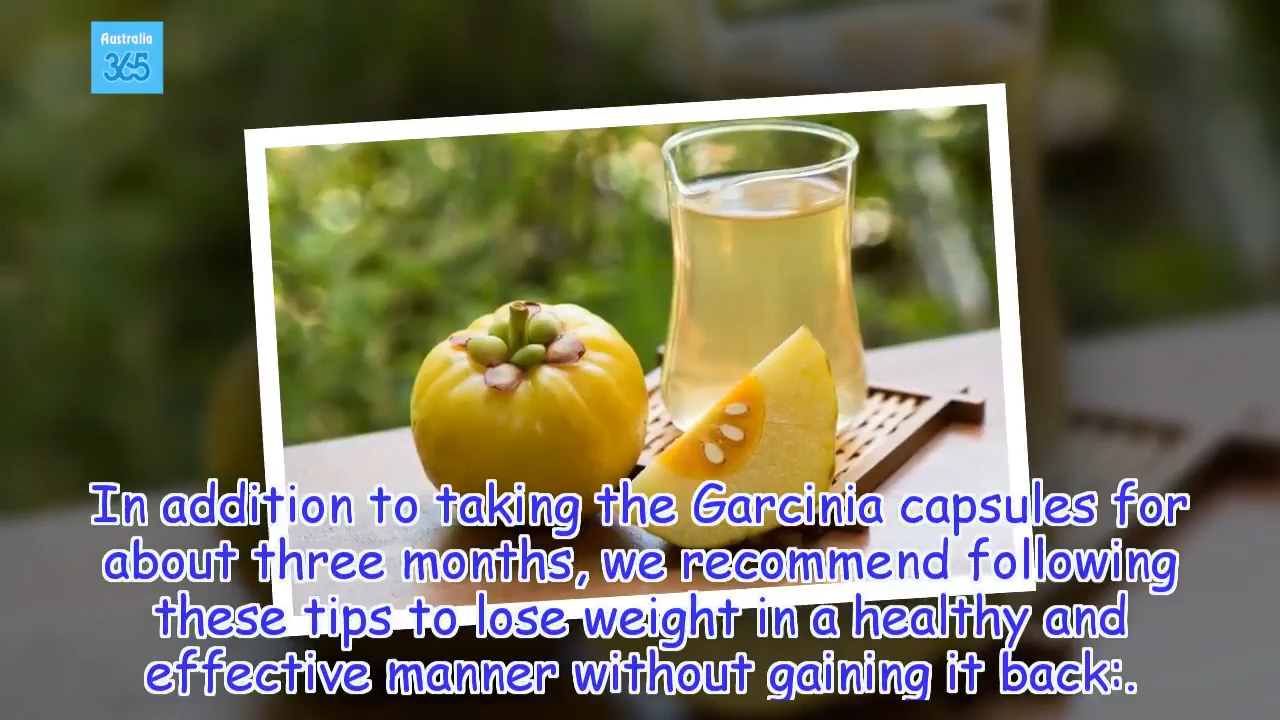 Australia
365
In addition to taking the Garcinia capsules for
about three months, we recommend following
these tips to lose weight in a healthy and
effective manner without gaining it back:.